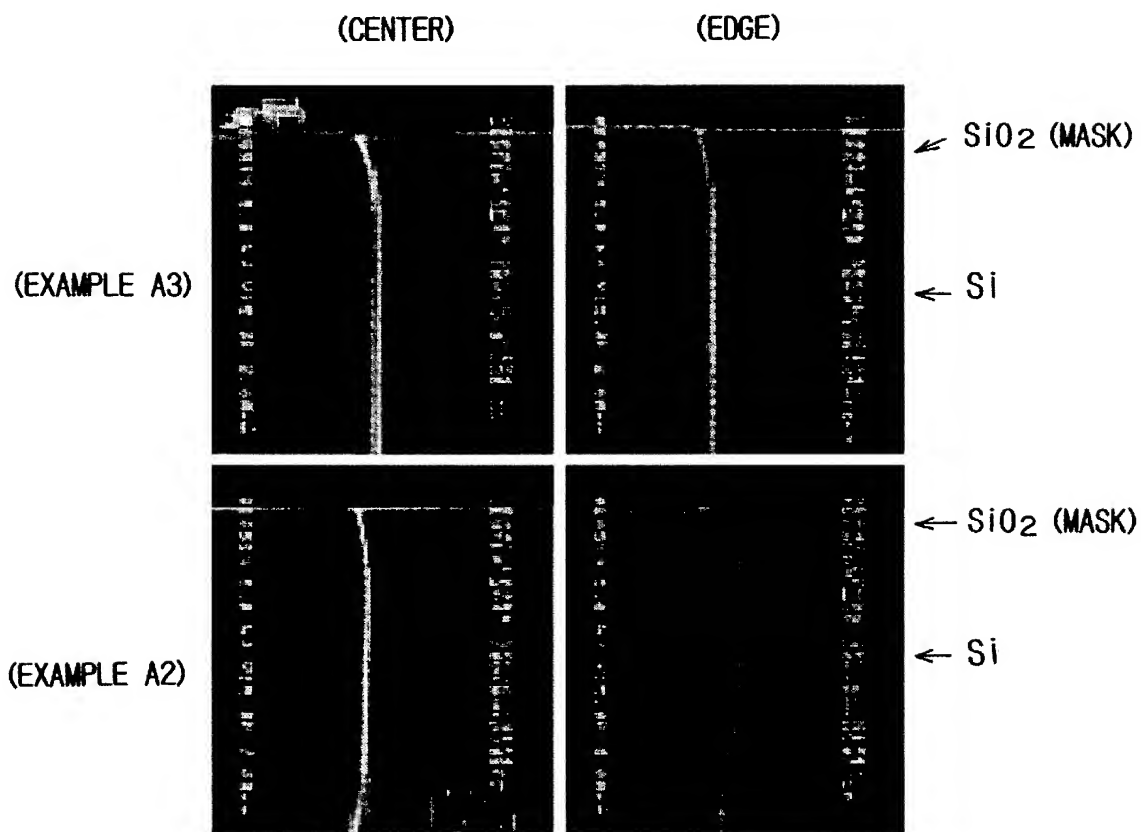 (CENTER) (EDGE)
SiO2 (MASK)
(EXAMPLE A3)
Si
SiO2 (MASK)
Si
(EXAMPLE A2)